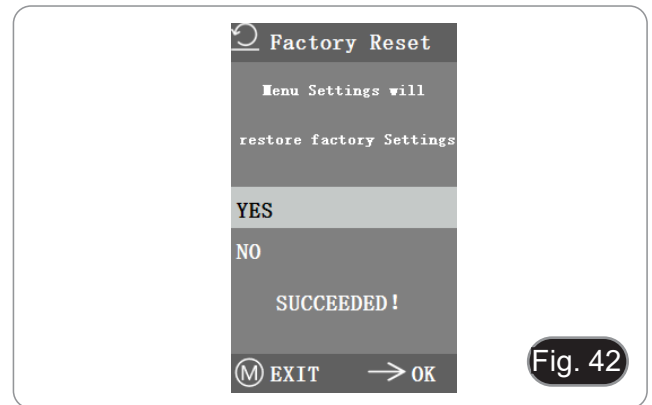 Factory Reset
Menu Settings will
restore factory Settings
YES
NO
SUCCEEDED!
M EXIT → OK
Fig. 42